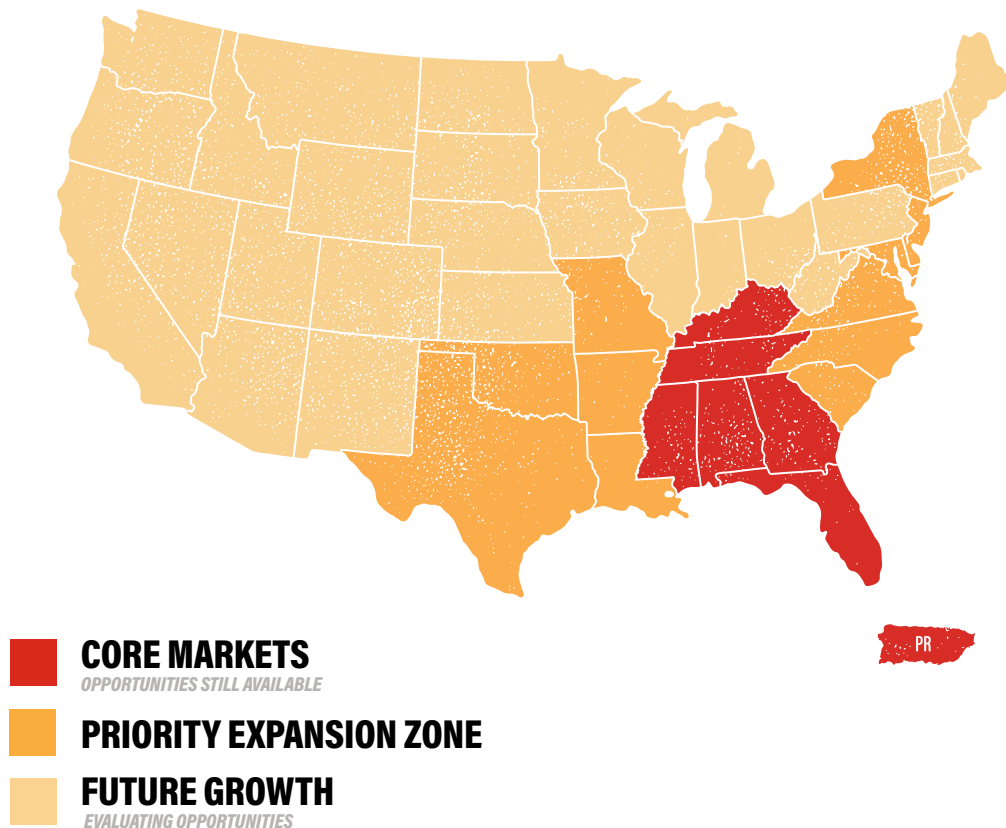 PR
CORE MARKETS
OPPORTUNITIES STILL AVAILABLE
PRIORITY EXPANSION ZONE
FUTURE GROWTH
EVALUATING OPPORTUNITIES